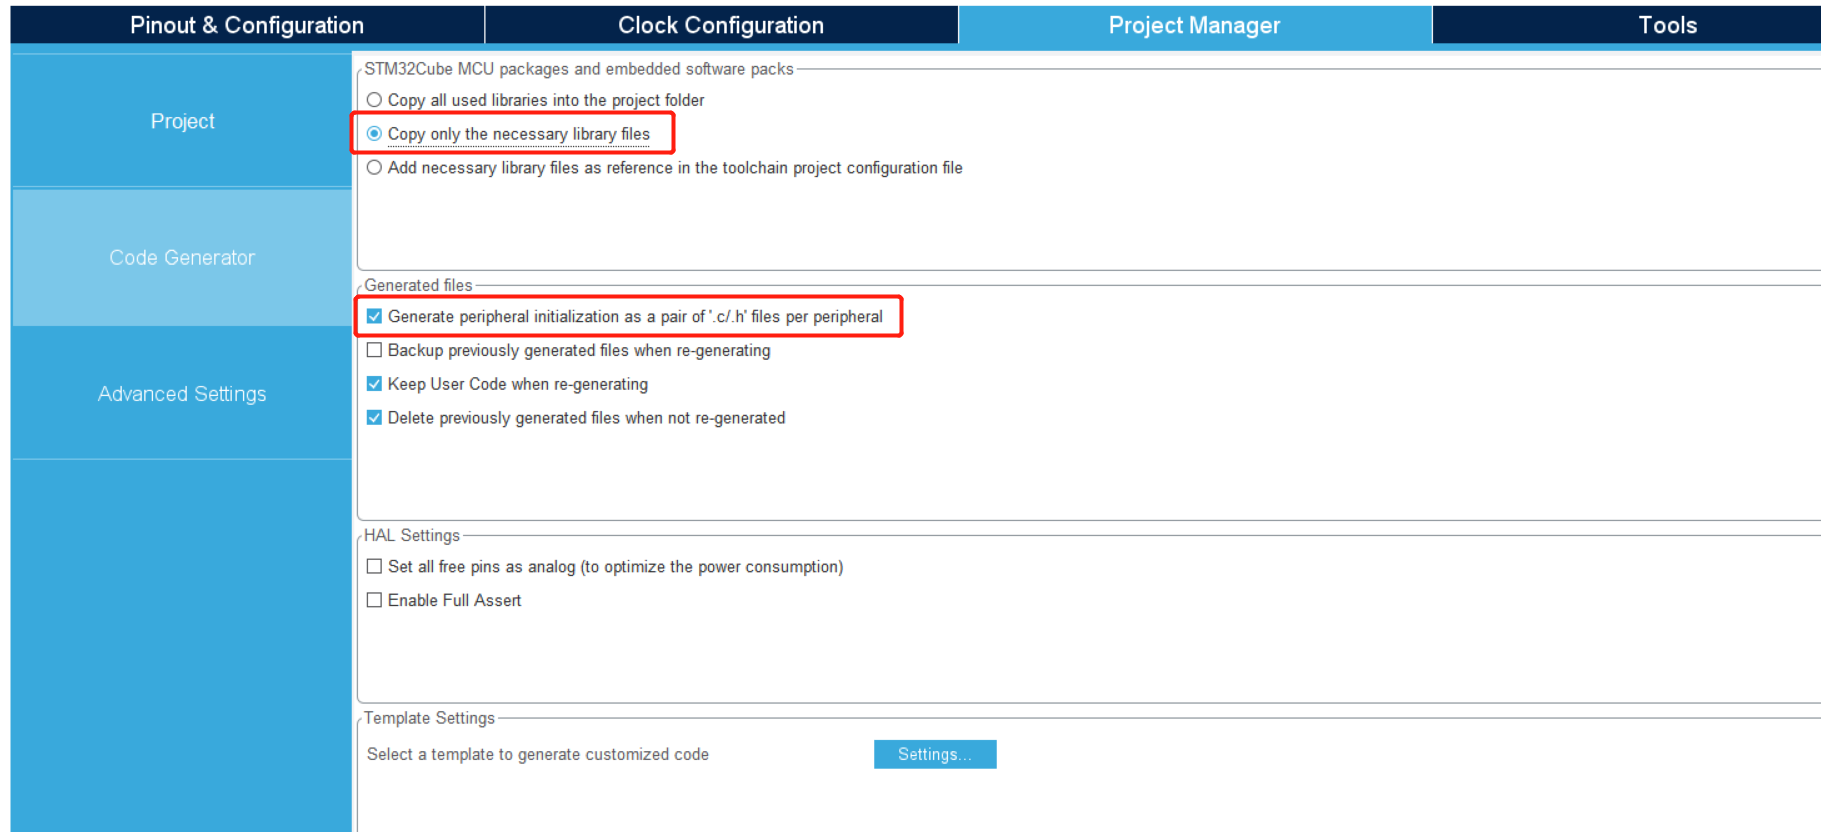 Pinout & Configuration
Clock Configuration
Project Manager
Tools
Project
Code Generator
Advanced Settings
STM32Cube MCU packages and embedded software packs
Copy all used libraries into the project folder
Copy only the necessary library files
Add necessary library files as reference in the toolchain project configuration file
Generated files
Generate peripheral initialization as a pair of '.c/.h' files per peripheral
Backup previously generated files when re-generating
Keep User Code when re-generating
Delete previously generated files when not re-generated
HAL Settings
Set all free pins as analog (to optimize the power consumption)
Enable Full Assert
Template Settings
Select a template to generate customized code
Settings...